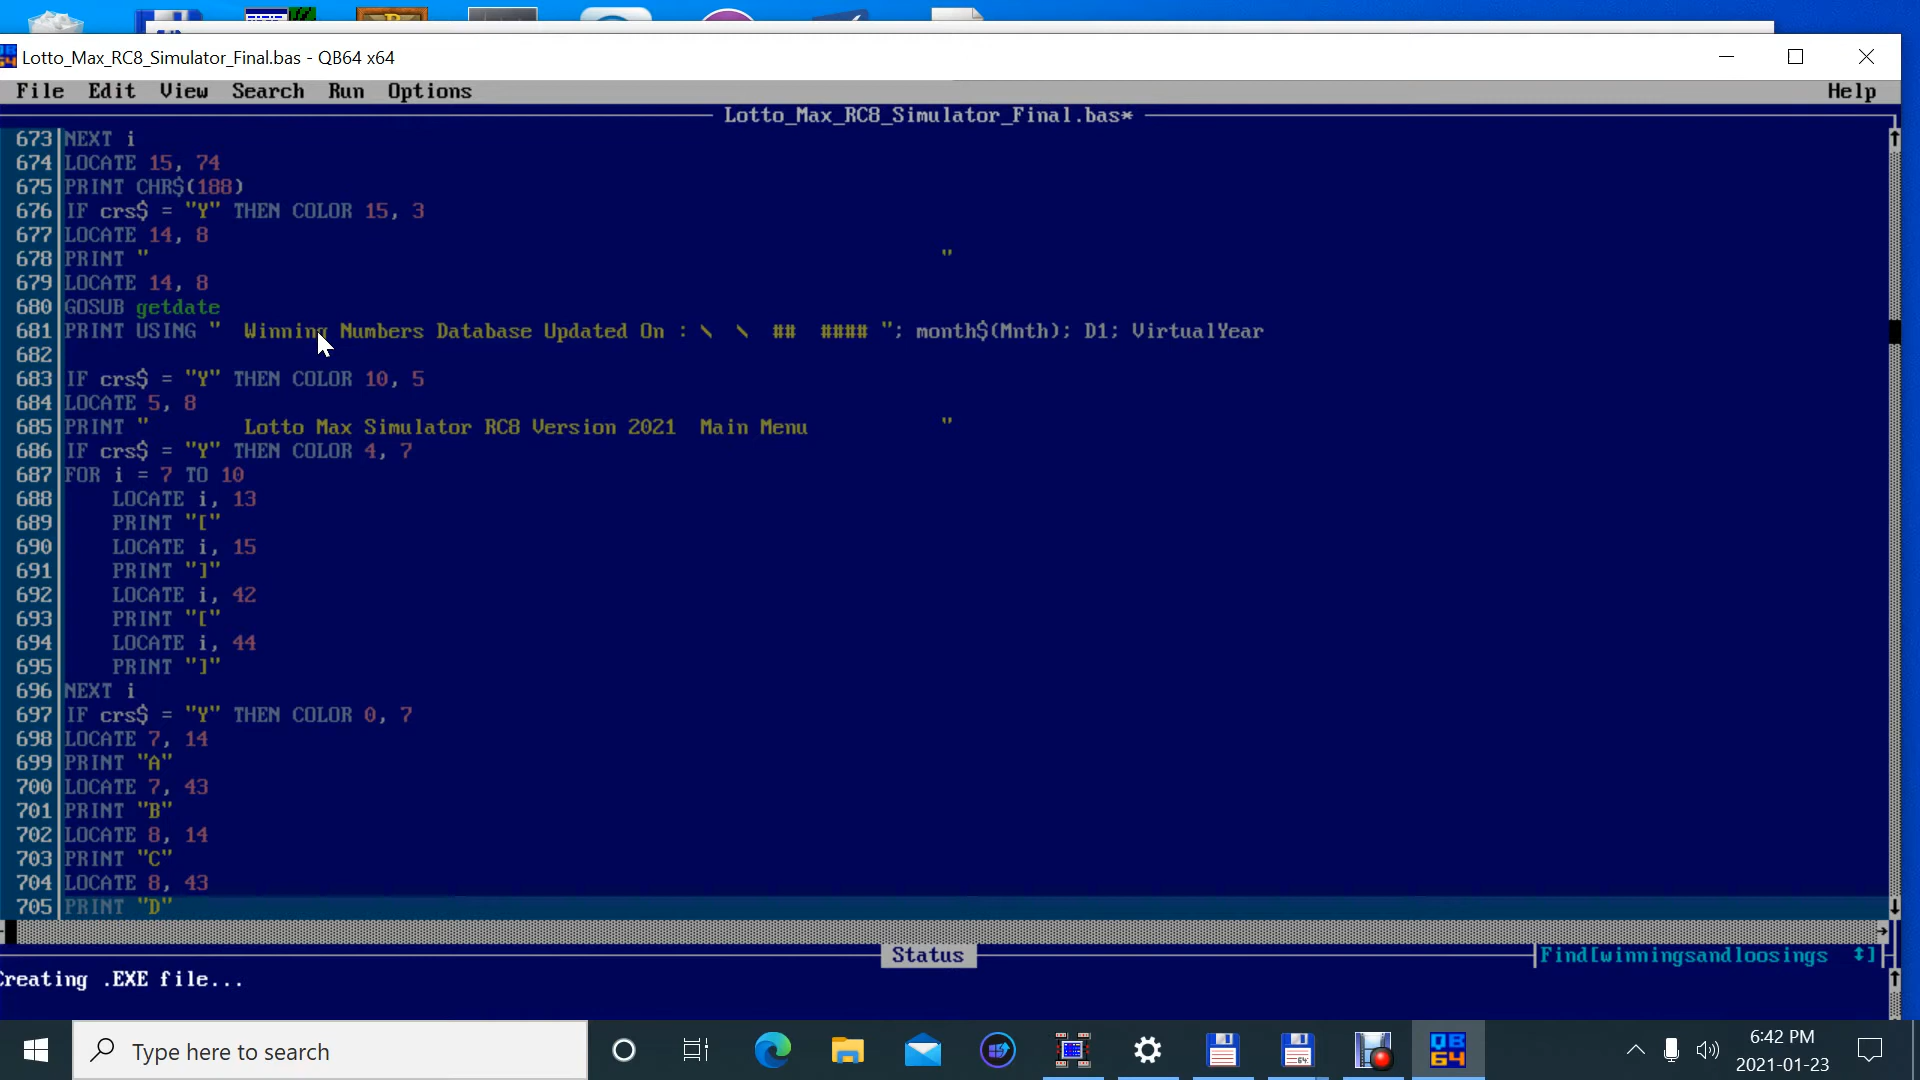 Lotto_Max_RC8_Simulator_Final.bas - QB64 x64
File Edit View Search Run Options Help
Lotto_Max_RC8_Simulator_Final.bas*
673 NEXT i
674 LOCATE 15, 74
675 PRINT CHR$(188)
676 IF crs$ = "Y" THEN COLOR 15, 3
677 LOCATE 14, 8
678 PRINT "                                                                  "
679 LOCATE 14, 8
680 GOSUB getdate
681 PRINT USING "  Winning Numbers Database Updated On : \  \  ##  #### "; month$(Mnth); D1; VirtualYear
682
683 IF crs$ = "Y" THEN COLOR 10, 5
684 LOCATE 5, 8
685 PRINT "        Lotto Max Simulator RC8 Version 2021  Main Menu           "
686 IF crs$ = "Y" THEN COLOR 4, 7
687 FOR i = 7 TO 10
688     LOCATE i, 13
689     PRINT "["
690     LOCATE i, 15
691     PRINT "]"
692     LOCATE i, 42
693     PRINT "["
694     LOCATE i, 44
695     PRINT "]"
696 NEXT i
697 IF crs$ = "Y" THEN COLOR 0, 7
698 LOCATE 7, 14
699 PRINT "A"
700 LOCATE 7, 43
701 PRINT "B"
702 LOCATE 8, 14
703 PRINT "C"
704 LOCATE 8, 43
705 PRINT "D"
Status
Find[winningsandloosings ↕]
Creating .EXE file...
Type here to search
64
QB
64
6:42 PM
2021-01-23